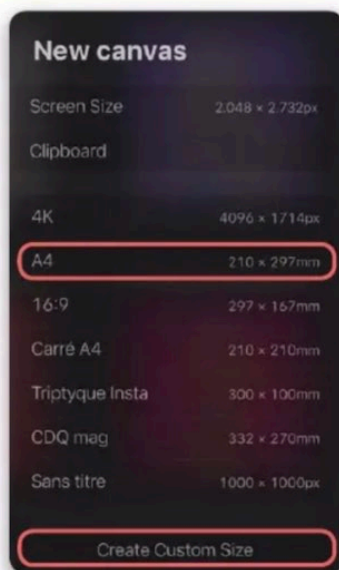 New canvas
Screen Size 2.048 × 2.732px
Clipboard
4K 4096 × 1714px
A4 210 × 297mm
16:9 297 × 167mm
Carré A4 210 × 210mm
Triptyque Insta 300 × 100mm
CDQ mag 332 × 270mm
Sans titre 1000 × 1000px
Create Custom Size